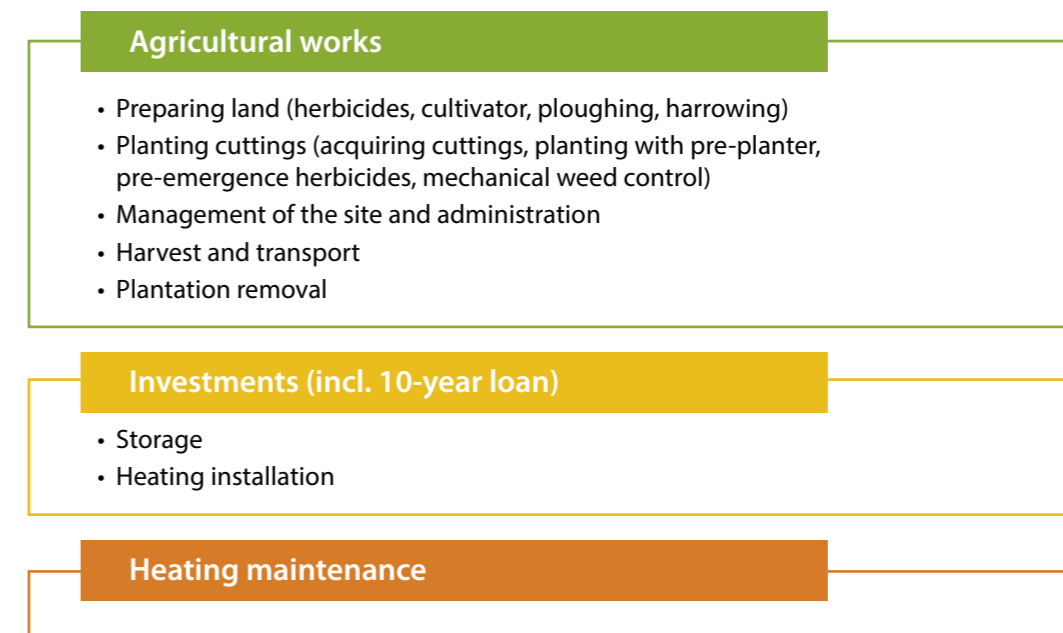 Agricultural works
• Preparing land (herbicides, cultivator, ploughing, harrowing)
• Planting cuttings (acquiring cuttings, planting with pre-planter,
pre-emergence herbicides, mechanical weed control)
• Management of the site and administration
• Harvest and transport
• Plantation removal
Investments (incl. 10-year loan)
• Storage
• Heating installation
Heating maintenance